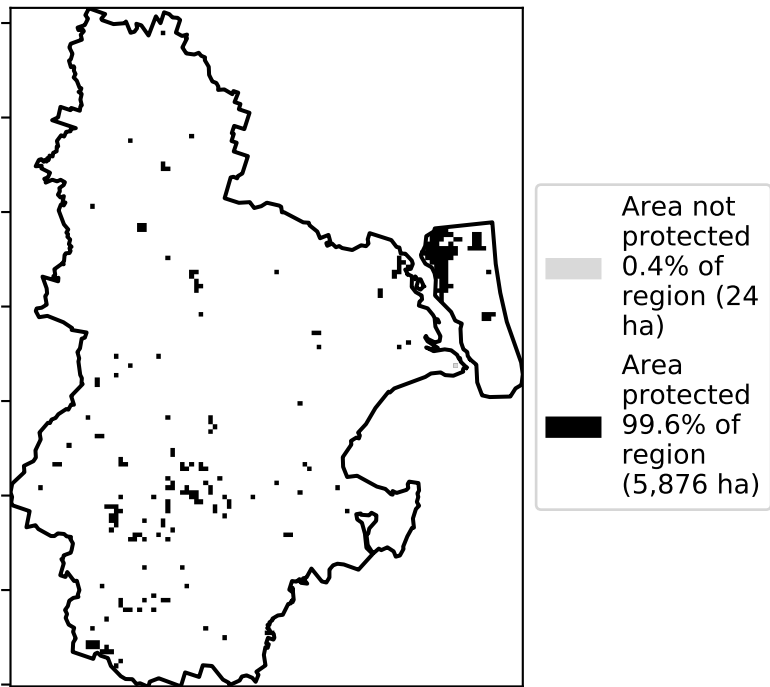 Area not
protected
0.4% of
region (24
ha)
Area
protected
99.6% of
region
(5,876 ha)